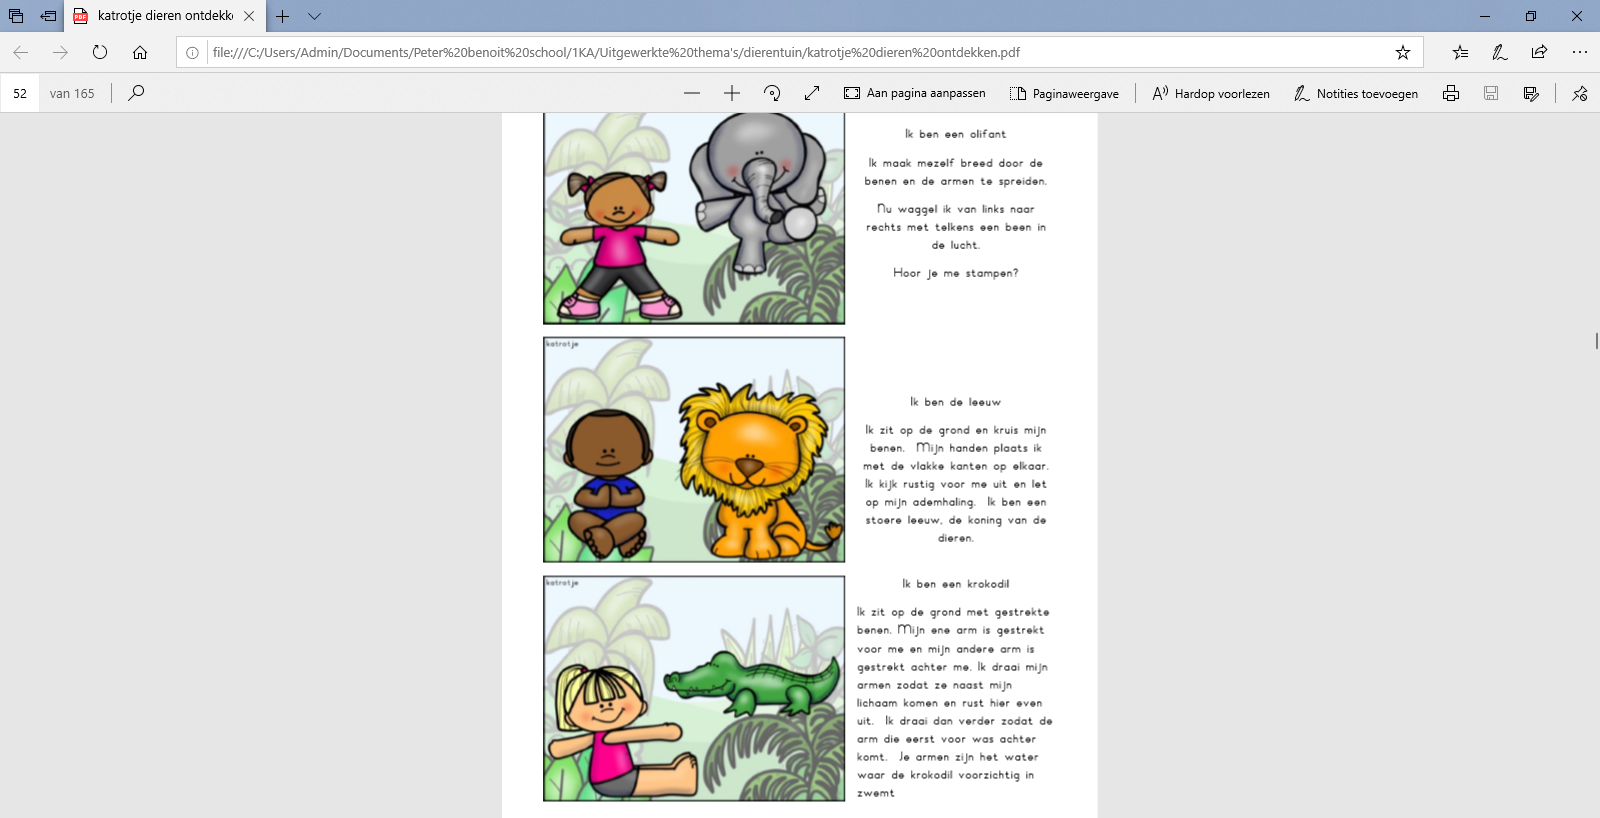 katrotje dieren ontdekk
file:///C:/Users/Admin/Documents/Peter%20benoit%20school/1KA/Uitgewerkte%20thema's/dierentuin/katrotje%20dieren%20ontdekken.pdf
52 van 165
Aan pagina aanpassen
Paginaweergave
Hardop voorlezen
Notities toevoegen
Ik ben een olifant
Ik maak mezelf breed door de
benen en de armen te spreiden.
Nu waggel ik van links naar
rechts met telkens een been in
de lucht.
Hoor je me stampen?
katrotje
Ik ben de leeuw
Ik zit op de grond en kruis mijn
benen. Mijn handen plaats ik
met de vlakke kanten op elkaar.
Ik kijk rustig voor me uit en let
op mijn ademhaling. Ik ben een
stoere leeuw, de koning van de
dieren.
katrotje
Ik ben een krokodil
Ik zit op de grond met gestrekte
benen. Mijn ene arm is gestrekt
voor me en mijn andere arm is
gestrekt achter me. Ik draai mijn
armen zodat ze naast mijn
lichaam komen en rust hier even
uit. Ik draai dan verder zodat de
arm die eerst voor was achter
komt. Je armen zijn het water
waar de krokodil voorzichtig in
zwemt